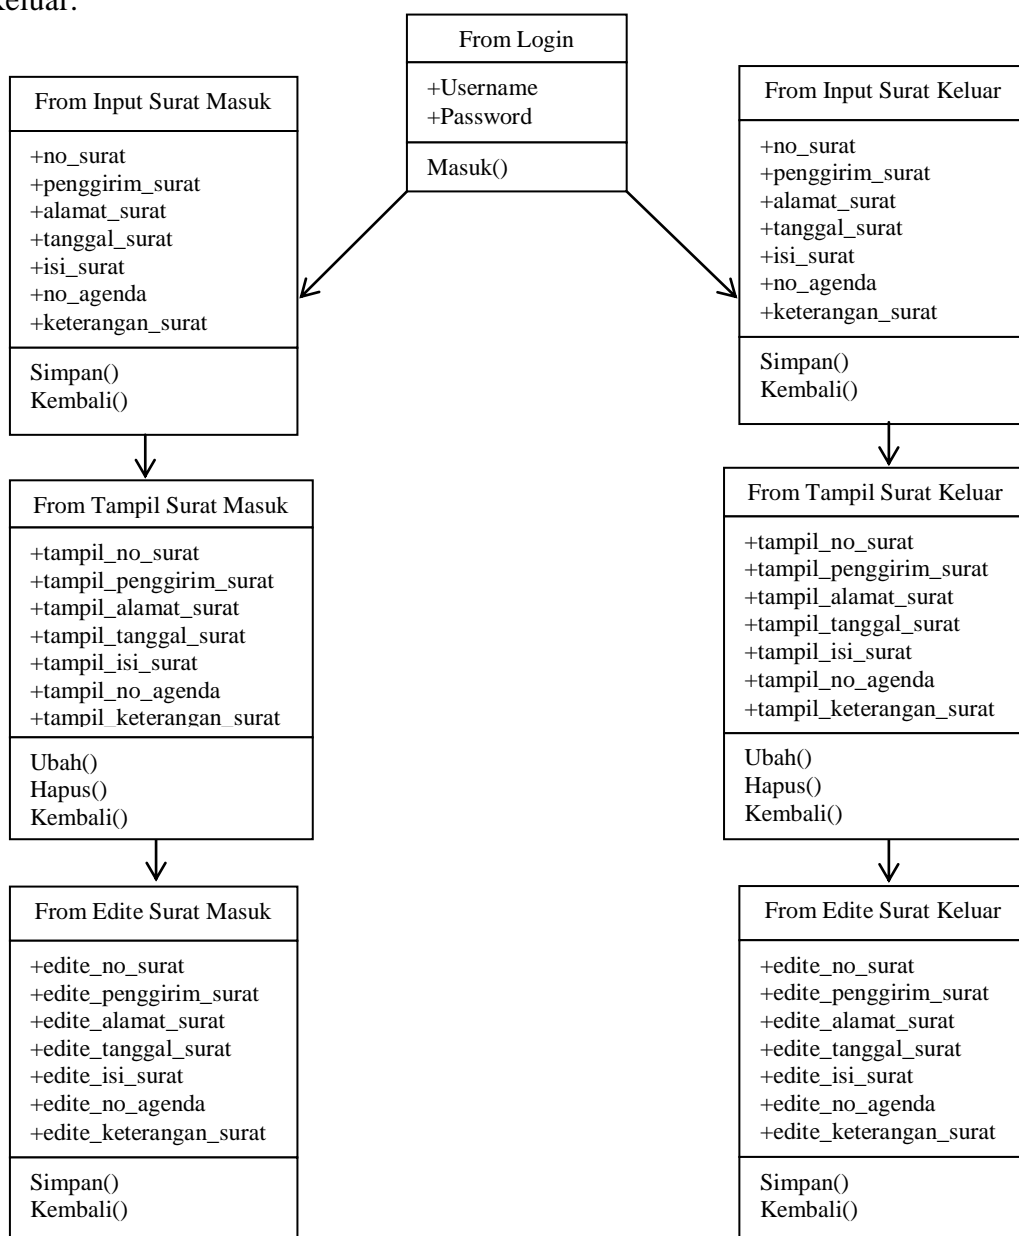 keluar.
From Login
+Username
+Password
Masuk()
From Input Surat Masuk
+no_surat
+penggirim_surat
+alamat_surat
+tanggal_surat
+isi_surat
+no_agenda
+keterangan_surat
Simpan()
Kembali()
From Input Surat Keluar
+no_surat
+penggirim_surat
+alamat_surat
+tanggal_surat
+isi_surat
+no_agenda
+keterangan_surat
Simpan()
Kembali()
From Tampil Surat Masuk
+tampil_no_surat
+tampil_penggirim_surat
+tampil_alamat_surat
+tampil_tanggal_surat
+tampil_isi_surat
+tampil_no_agenda
+tampil_keterangan_surat
Ubah()
Hapus()
Kembali()
From Tampil Surat Keluar
+tampil_no_surat
+tampil_penggirim_surat
+tampil_alamat_surat
+tampil_tanggal_surat
+tampil_isi_surat
+tampil_no_agenda
+tampil_keterangan_surat
Ubah()
Hapus()
Kembali()
From Edite Surat Masuk
+edite_no_surat
+edite_penggirim_surat
+edite_alamat_surat
+edite_tanggal_surat
+edite_isi_surat
+edite_no_agenda
+edite_keterangan_surat
Simpan()
Kembali()
From Edite Surat Keluar
+edite_no_surat
+edite_penggirim_surat
+edite_alamat_surat
+edite_tanggal_surat
+edite_isi_surat
+edite_no_agenda
+edite_keterangan_surat
Simpan()
Kembali()